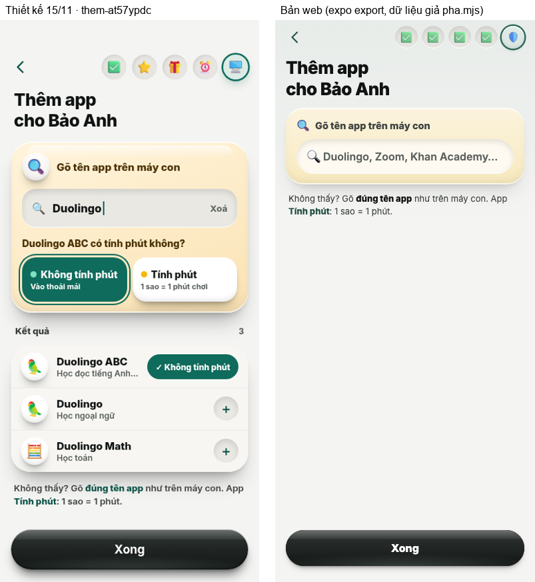 Thiết kế 15/11 · them-at57ypdc
Thêm app
cho Bảo Anh
Gõ tên app trên máy con
Duolingo
Xoá
Duolingo ABC có tính phút không?
Không tính phút
Vào thoải mái
Tính phút
1 sao = 1 phút chơi
Kết quả
3
Duolingo ABC
Học đọc tiếng Anh...
✓ Không tính phút
Duolingo
Học ngoại ngữ
+
Duolingo Math
Học toán
+
Không thấy? Gõ đúng tên app như trên máy con. App
Tính phút: 1 sao = 1 phút.
Xong
Bản web (expo export, dữ liệu giả pha.mjs)
Thêm app
cho Bảo Anh
Gõ tên app trên máy con
Duolingo, Zoom, Khan Academy...
Không thấy? Gõ đúng tên app như trên máy con. App
Tính phút: 1 sao = 1 phút.
Xong